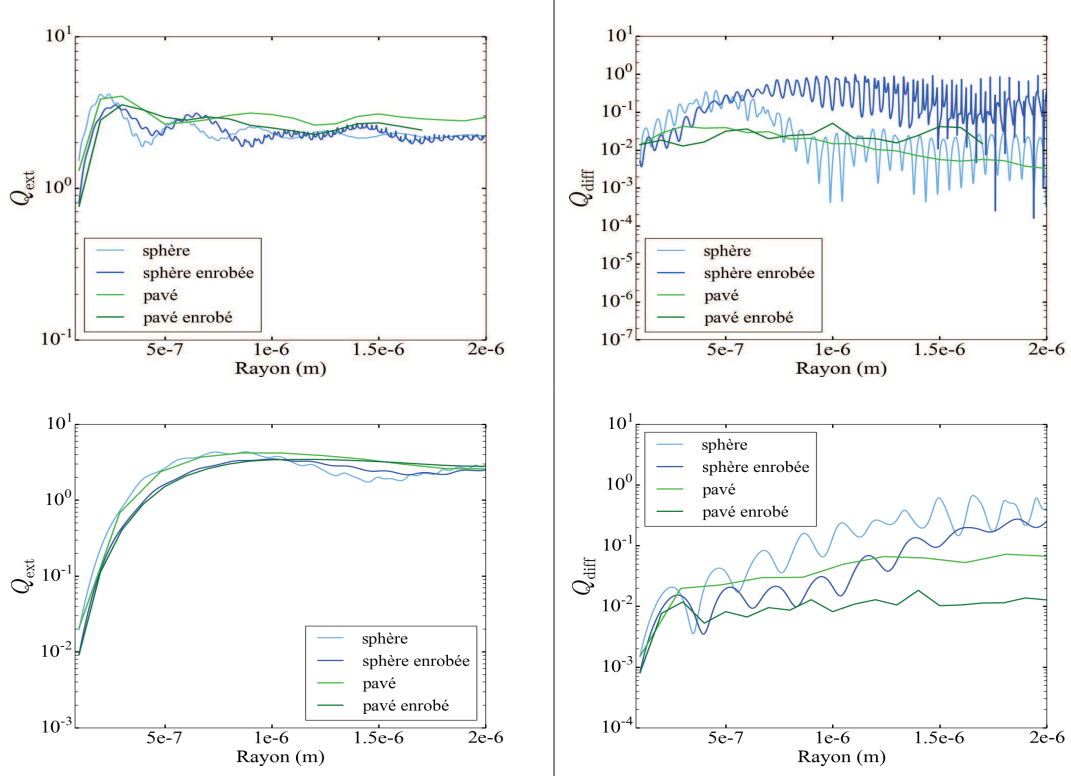 10^1
10^0
10^-1
Q_ext
sphère
sphère enrobée
pavé
pavé enrobé
5e-7 1e-6 1.5e-6 2e-6
Rayon (m)
10^1
10^0
10^-1
10^-2
10^-3
10^-4
10^-5
10^-6
10^-7
Q_diff
sphère
sphère enrobée
pavé
pavé enrobé
5e-7 1e-6 1.5e-6 2e-6
Rayon (m)
10^1
10^0
10^-1
10^-2
10^-3
Q_ext
sphère
sphère enrobée
pavé
pavé enrobé
5e-7 1e-6 1.5e-6 2e-6
Rayon (m)
10^1
10^0
10^-1
10^-2
10^-3
10^-4
Q_diff
sphère
sphère enrobée
pavé
pavé enrobé
5e-7 1e-6 1.5e-6 2e-6
Rayon (m)